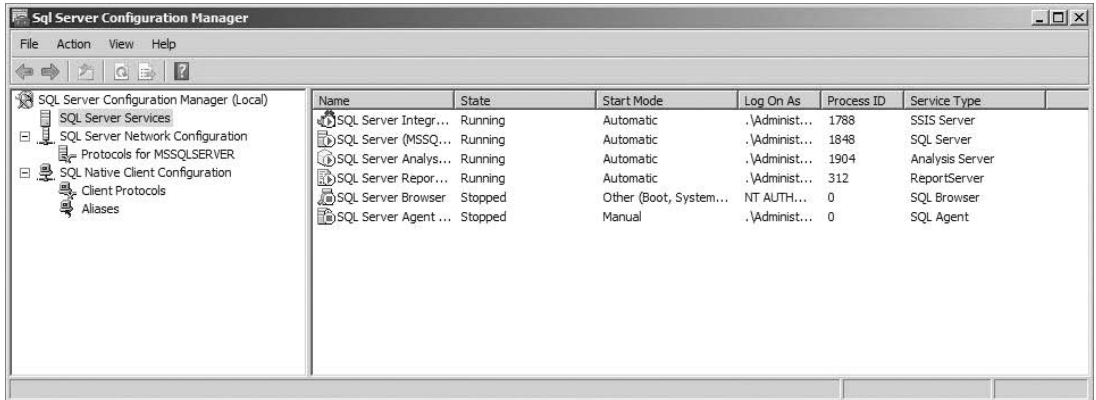 Sql Server Configuration Manager
File Action View Help
SQL Server Configuration Manager (Local)
SQL Server Services
SQL Server Network Configuration
Protocols for MSSQLSERVER
SQL Native Client Configuration
Client Protocols
Aliases
Name State Start Mode Log On As Process ID Service Type
SQL Server Integr... Running Automatic .\Administ... 1788 SSIS Server
SQL Server (MSSQ... Running Automatic .\Administ... 1848 SQL Server
SQL Server Analys... Running Automatic .\Administ... 1904 Analysis Server
SQL Server Repor... Running Automatic .\Administ... 312 ReportServer
SQL Server Browser Stopped Other (Boot, System... NT AUTH... 0 SQL Browser
SQL Server Agent ... Stopped Manual .\Administ... 0 SQL Agent